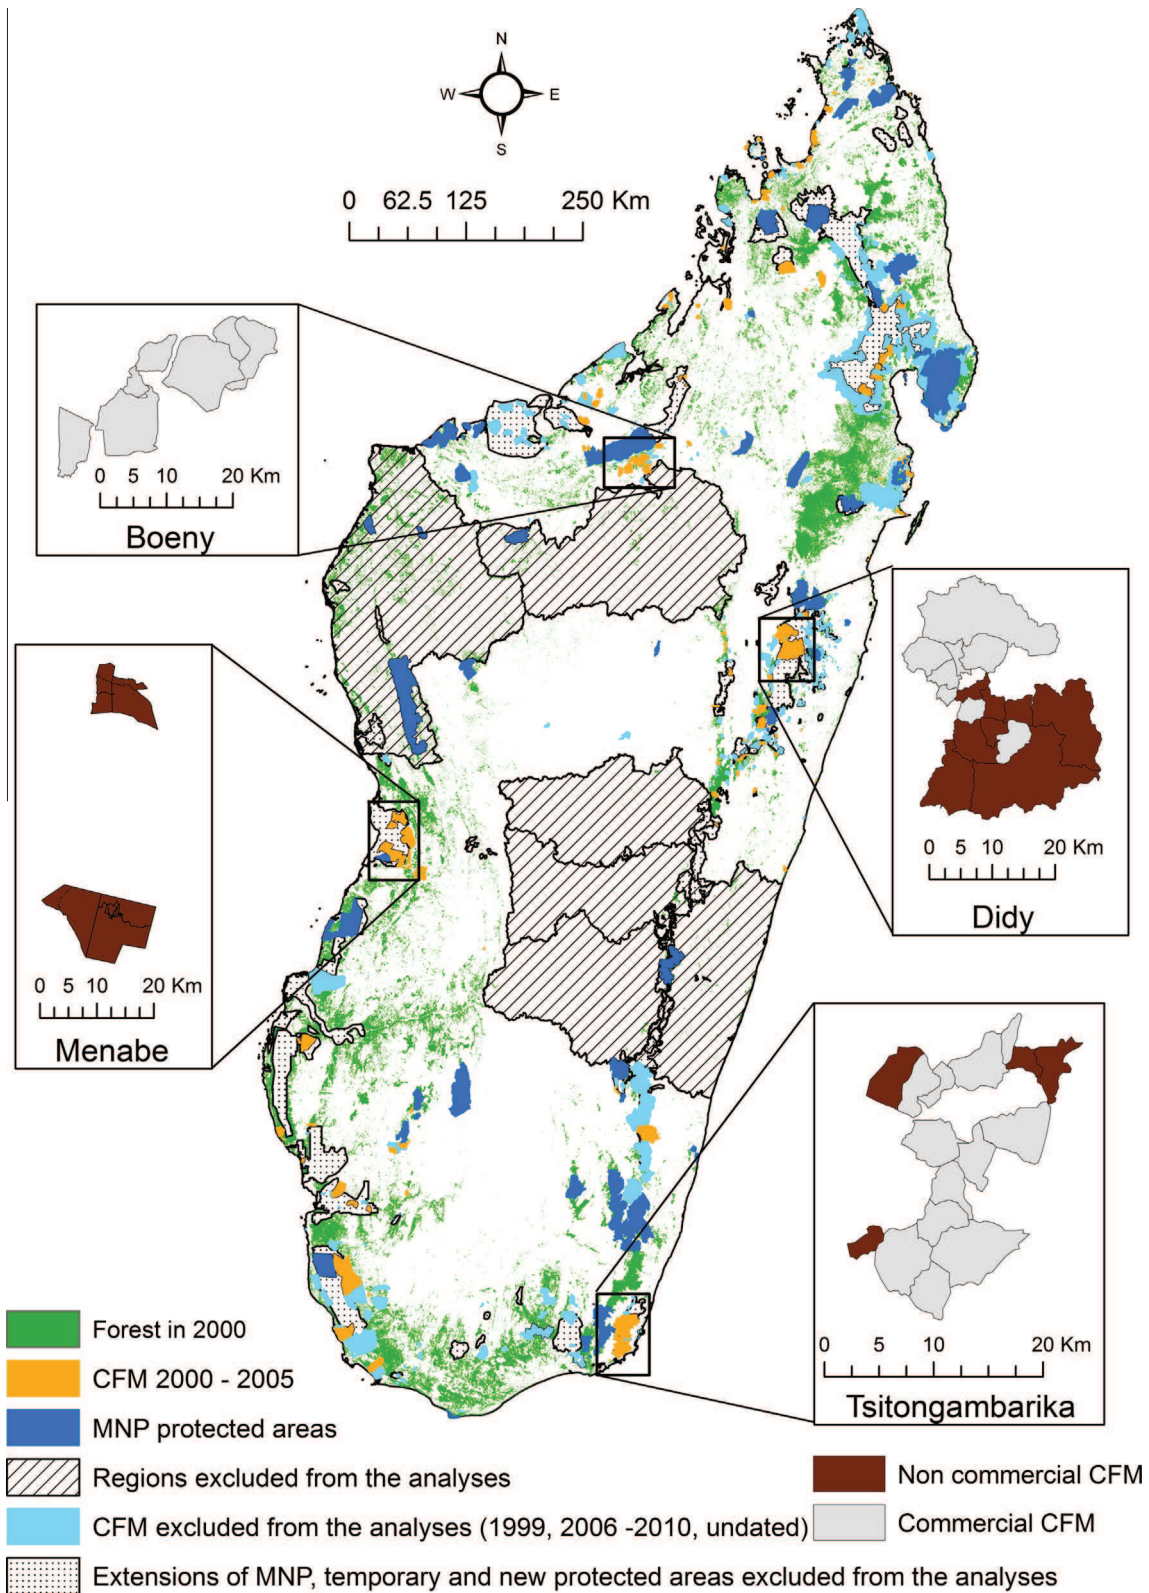 N
W E
S
0 62.5 125 250 Km
0 5 10 20 Km
Boeny
0 5 10 20 Km
Didy
0 5 10 20 Km
Menabe
0 5 10 20 Km
Tsitongambarika
Forest in 2000
CFM 2000 - 2005
MNP protected areas
Regions excluded from the analyses
CFM excluded from the analyses (1999, 2006 -2010, undated)
Extensions of MNP, temporary and new protected areas excluded from the analyses
Non commercial CFM
Commercial CFM